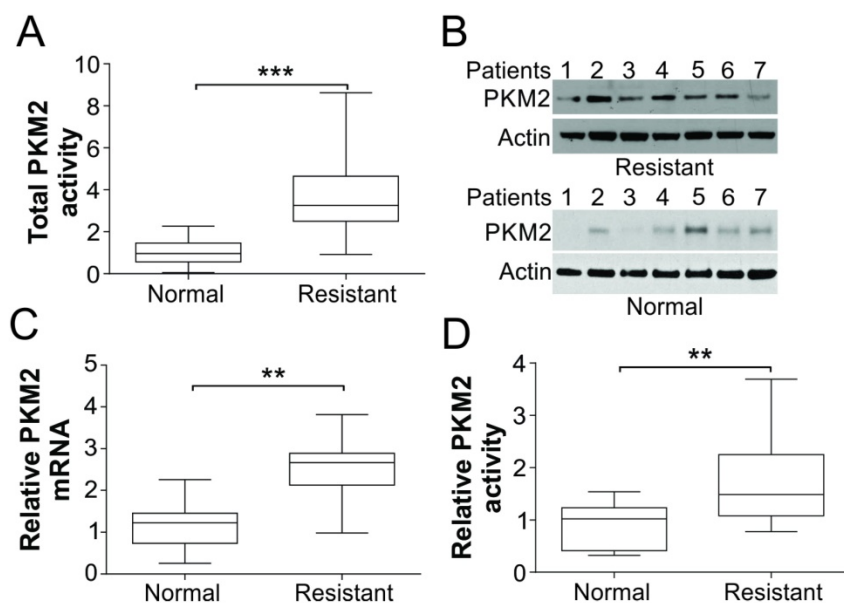 A
Total PKM2
activity
10
8
6
4
2
0
***
Normal Resistant
B
Patients 1 2 3 4 5 6 7
PKM2
Actin
Resistant
Patients 1 2 3 4 5 6 7
PKM2
Actin
Normal
C
Relative PKM2
mRNA
5
4
3
2
1
0
**
Normal Resistant
D
Relative PKM2
activity
4
3
2
1
0
**
Normal Resistant